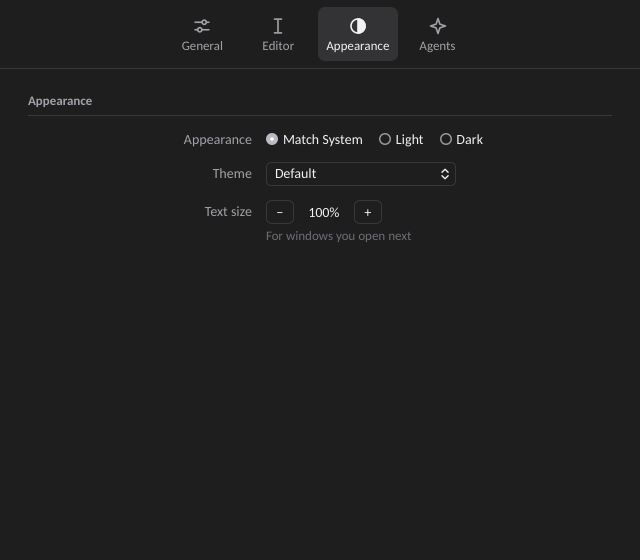 General
Editor
Appearance
Agents
Appearance
Appearance Match System Light Dark
Theme Default
Text size − 100% +
For windows you open next